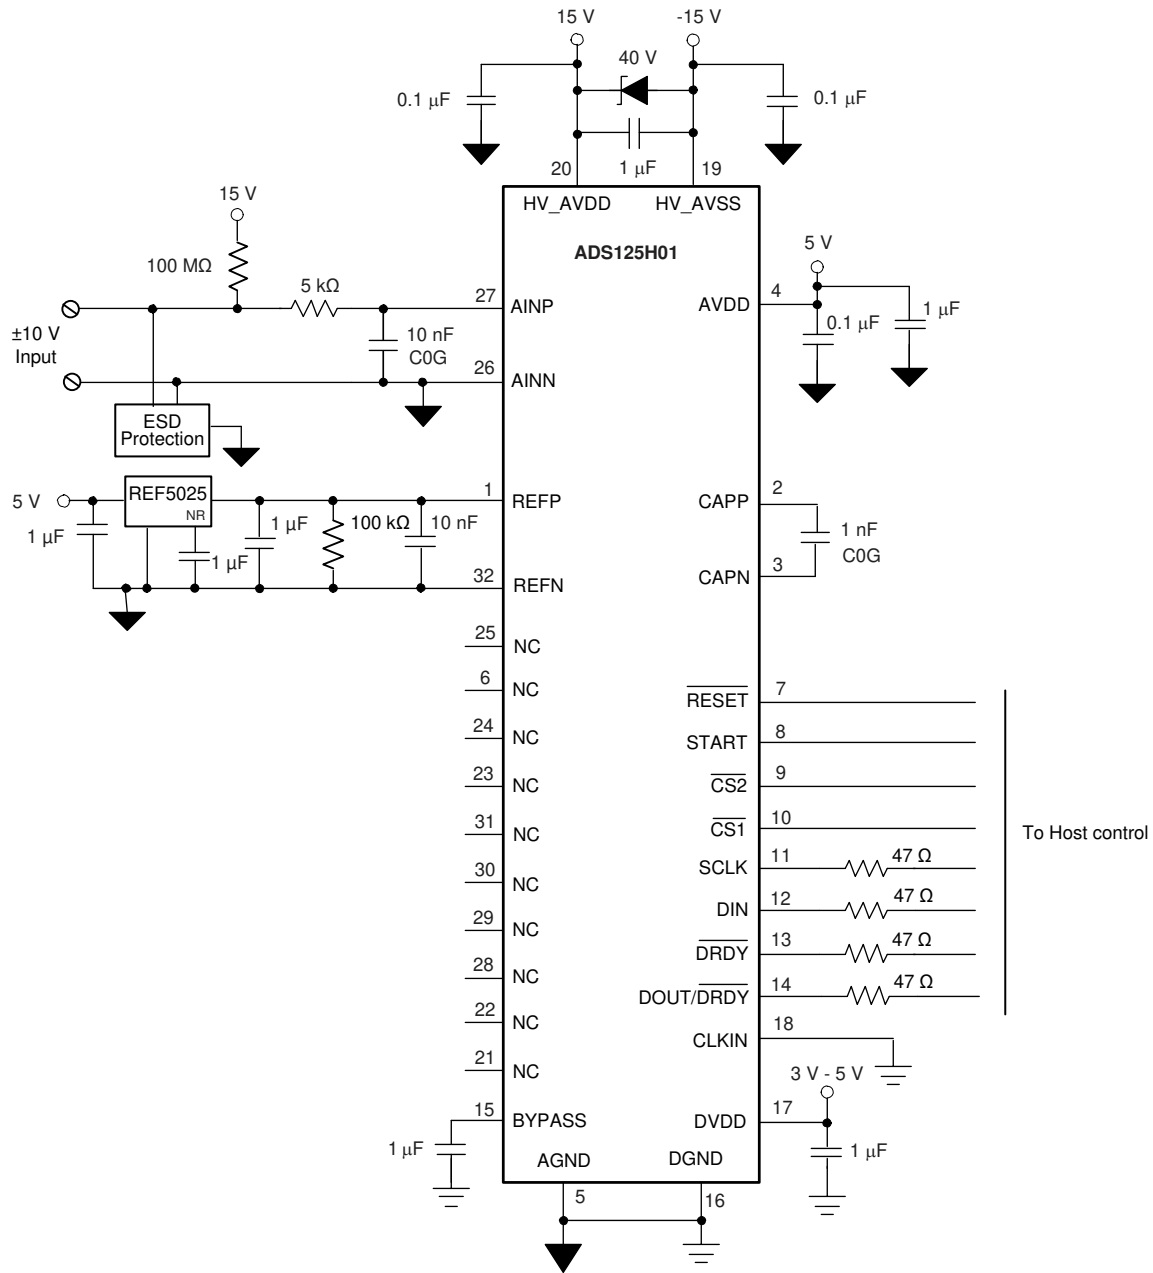 15 V
-15 V
40 V
0.1 μF
0.1 μF
1 μF
20
19
HV_AVDD
HV_AVSS
ADS125H01
15 V
100 MΩ
5 kΩ
27
AINP
±10 V
Input
10 nF
C0G
26
AINN
ESD
Protection
5 V
4
AVDD
0.1 μF
1 μF
5 V
REF5025
NR
1 μF
1 μF
1 μF
100 kΩ
10 nF
1
REFP
32
REFN
2
CAPP
1 nF
C0G
3
CAPN
25
NC
6
NC
24
NC
23
NC
31
NC
30
NC
29
NC
28
NC
22
NC
21
NC
15
BYPASS
1 μF
RESET
7
START
8
CS2
9
CS1
10
SCLK
11
47 Ω
DIN
12
47 Ω
DRDY
13
47 Ω
DOUT/DRDY
14
47 Ω
To Host control
CLKIN
18
3 V - 5 V
DVDD
17
1 μF
AGND
DGND
5
16